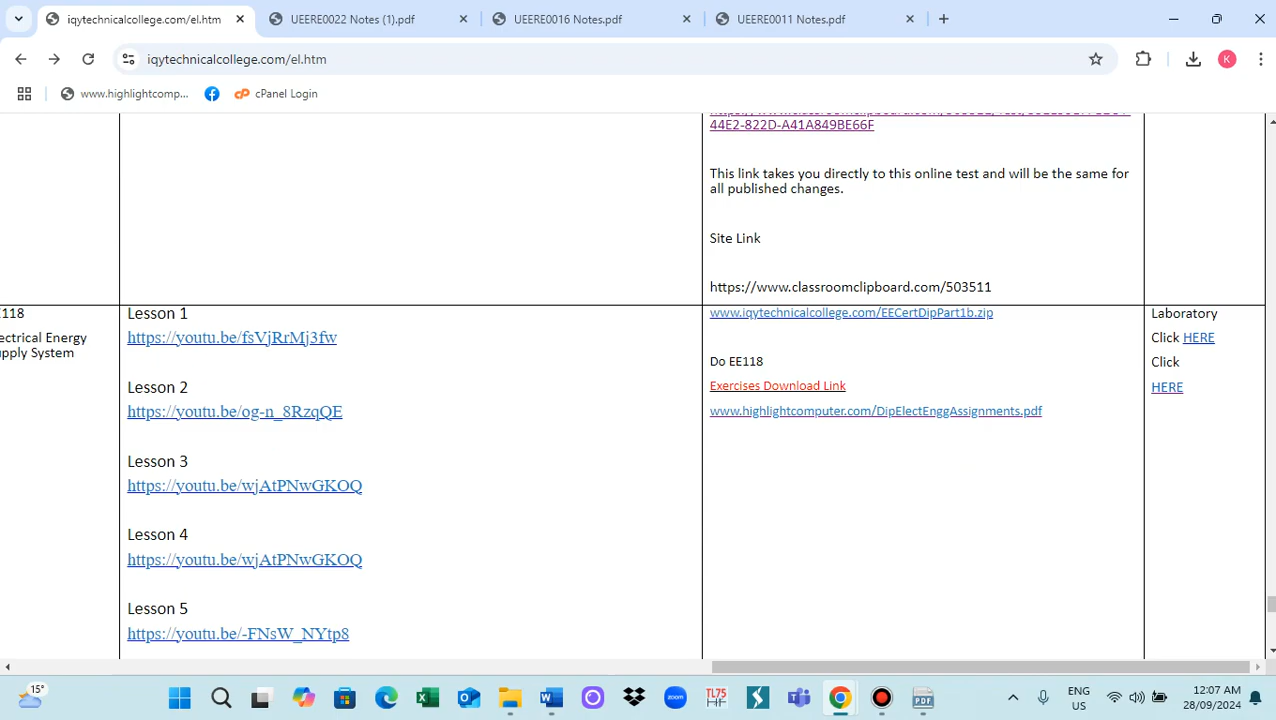 iqytechnicalcollege.com/el.htm
UEERE0022 Notes (1).pdf
UEERE0016 Notes.pdf
UEERE0011 Notes.pdf
iqytechnicalcollege.com/el.htm
K
www.highlightcomp...
cPanel Login
44E2-822D-A41A849BE66F
This link takes you directly to this online test and will be the same for
all published changes.
Site Link
https://www.classroomclipboard.com/503511
E118
ectrical Energy
pply System
Lesson 1
https://youtu.be/fsVjRrMj3fw
Lesson 2
https://youtu.be/og-n_8RzqQE
Lesson 3
https://youtu.be/wjAtPNwGKOQ
Lesson 4
https://youtu.be/wjAtPNwGKOQ
Lesson 5
https://youtu.be/-FNsW_NYtp8
www.iqytechnicalcollege.com/EECertDipPart1b.zip
Do EE118
Exercises Download Link
www.highlightcomputer.com/DipElectEnggAssignments.pdf
Laboratory
Click HERE
Click
HERE
15°
zoom
TL75
HF
PDF
ENG
US
12:07 AM
28/09/2024